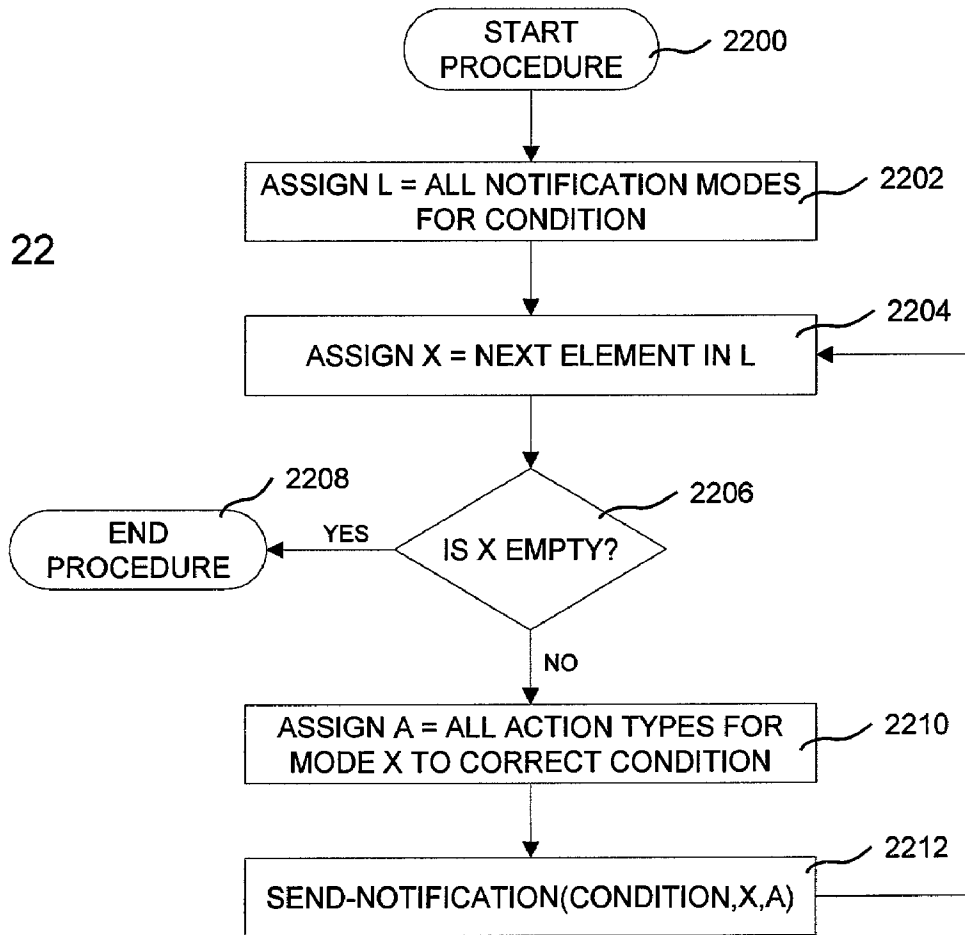 START
PROCEDURE
2200
ASSIGN L = ALL NOTIFICATION MODES
FOR CONDITION
2202
22
ASSIGN X = NEXT ELEMENT IN L
2204
IS X EMPTY?
2206
YES
END
PROCEDURE
2208
NO
ASSIGN A = ALL ACTION TYPES FOR
MODE X TO CORRECT CONDITION
2210
SEND-NOTIFICATION(CONDITION,X,A)
2212